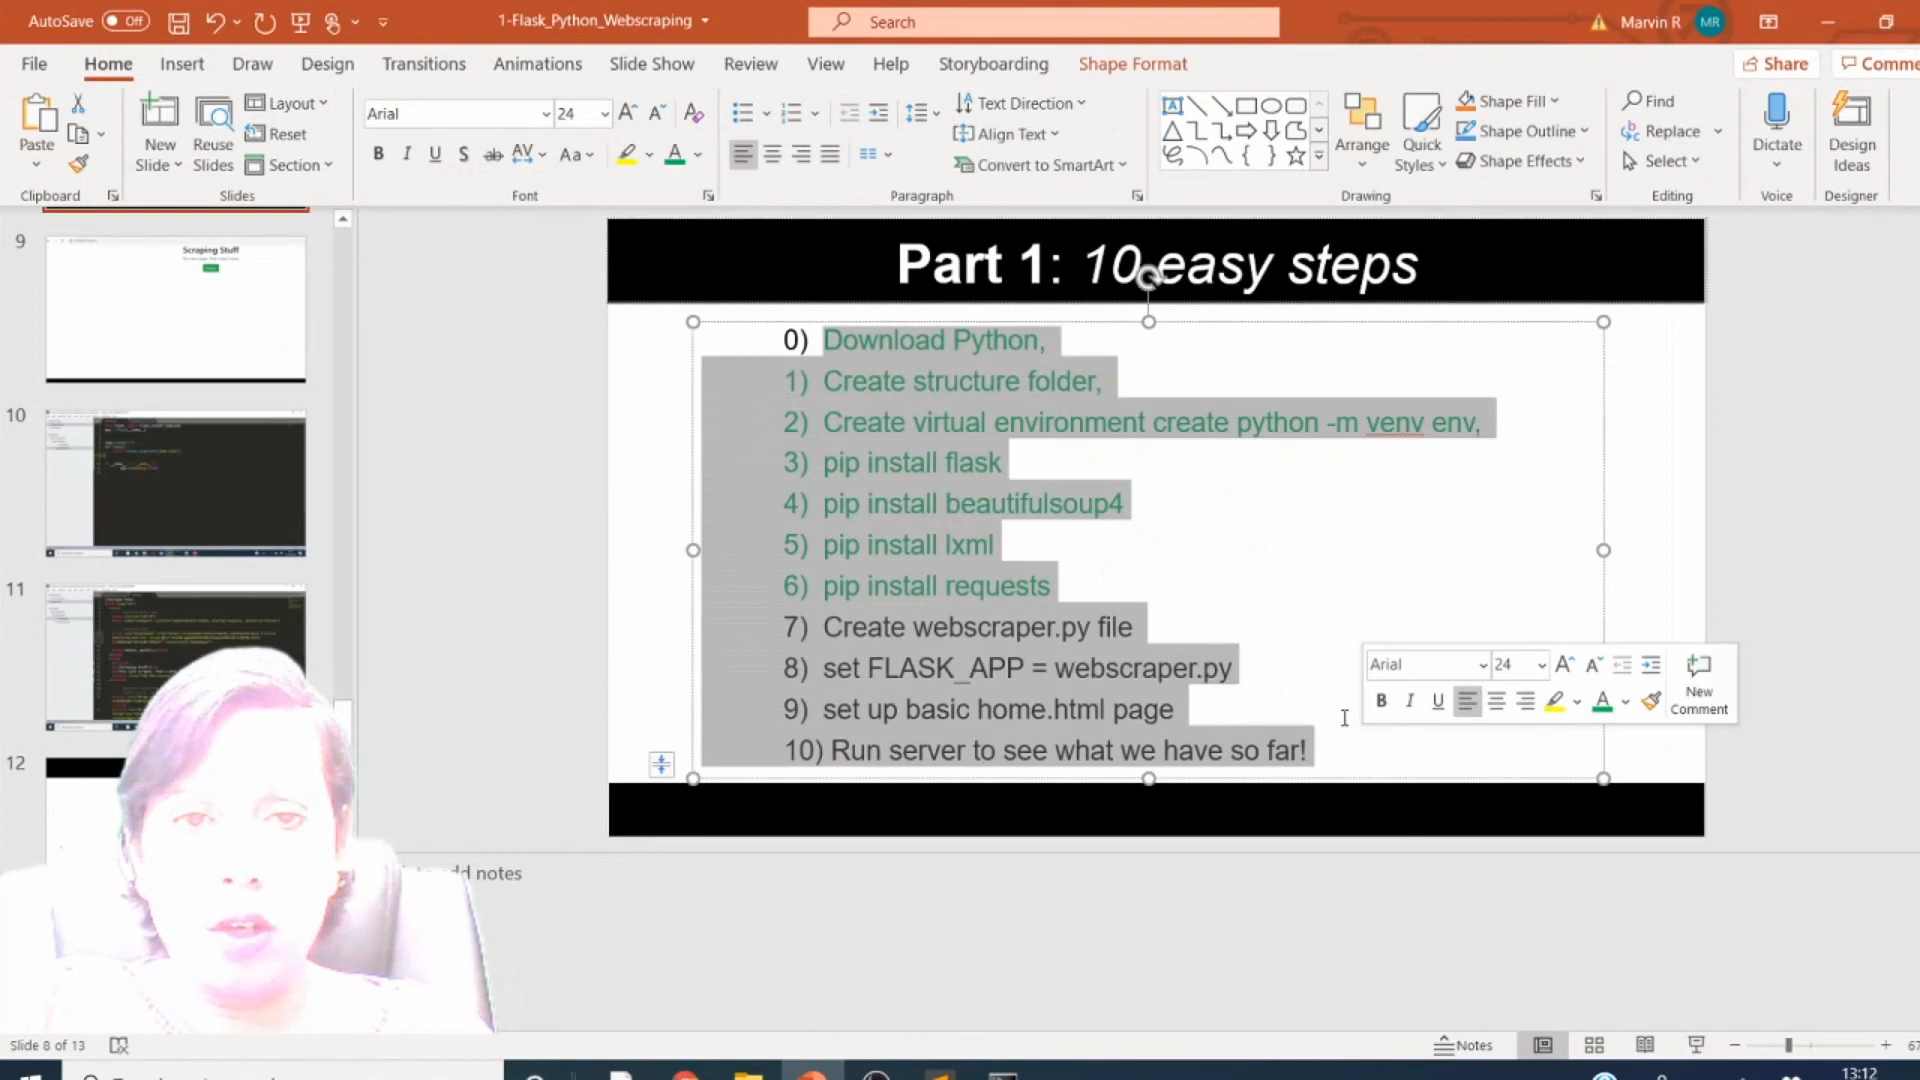 AutoSave Off
1-Flask_Python_Webscraping
Search
Marvin R MR
File Home Insert Draw Design Transitions Animations Slide Show Review View Help Storyboarding Shape Format
Share Comme
Paste
New Slide
Reuse Slides
Layout
Reset
Section
Arial 24
Text Direction
Align Text
Convert to SmartArt
Arrange
Quick Styles
Shape Fill
Shape Outline
Shape Effects
Find
Replace
Select
Dictate
Design Ideas
Clipboard Slides Font Paragraph Drawing Editing Voice Designer
9
Scraping Stuff
10
11
12
Part 1: 10 easy steps
0) Download Python,
1) Create structure folder,
2) Create virtual environment create python -m venv env,
3) pip install flask
4) pip install beautifulsoup4
5) pip install lxml
6) pip install requests
7) Create webscraper.py file
8) set FLASK_APP = webscraper.py
9) set up basic home.html page
10) Run server to see what we have so far!
Arial 24
New Comment
add notes
Slide 8 of 13
Notes
67
13:12